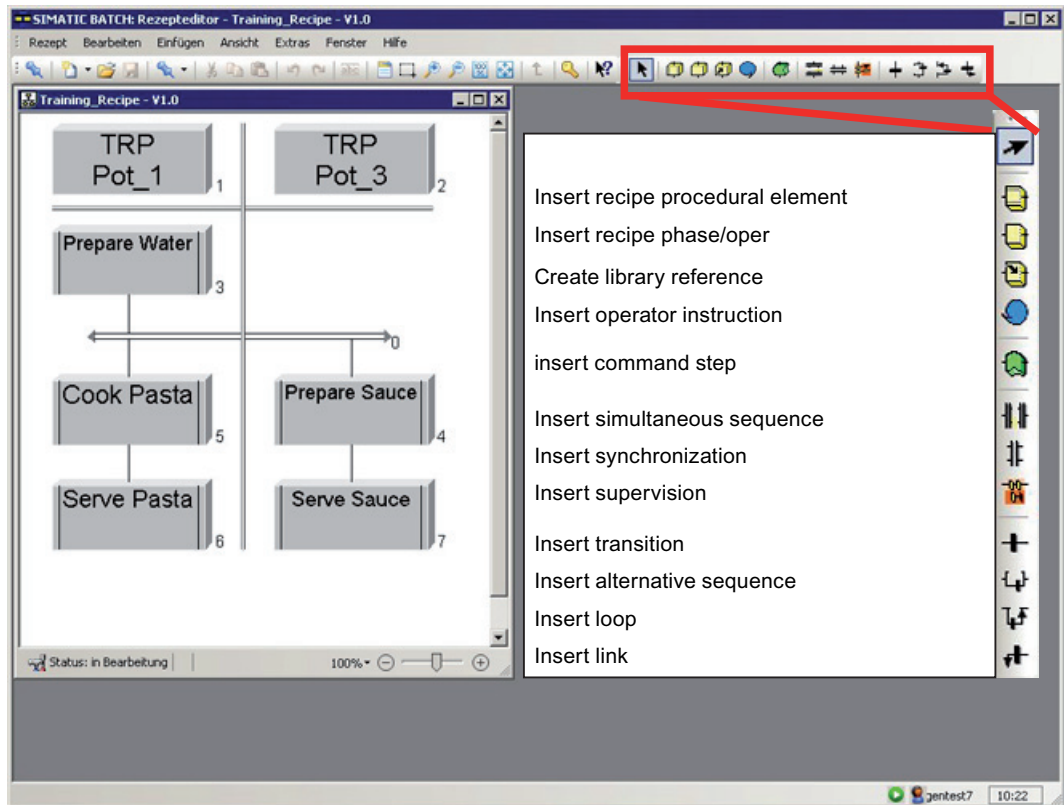 SIMATIC BATCH: Rezepteditor - Training_Recipe - V1.0
Rezept Bearbeiten Einfügen Ansicht Extras Fenster Hilfe
Training_Recipe - V1.0
TRP
Pot_1
1
TRP
Pot_3
2
Prepare Water
3
0
Cook Pasta
5
Prepare Sauce
4
Serve Pasta
6
Serve Sauce
7
Status: in Bearbeitung
100%
Insert recipe procedural element
Insert recipe phase/oper
Create library reference
Insert operator instruction
insert command step
Insert simultaneous sequence
Insert synchronization
Insert supervision
Insert transition
Insert alternative sequence
Insert loop
Insert link
gentest7
10:22